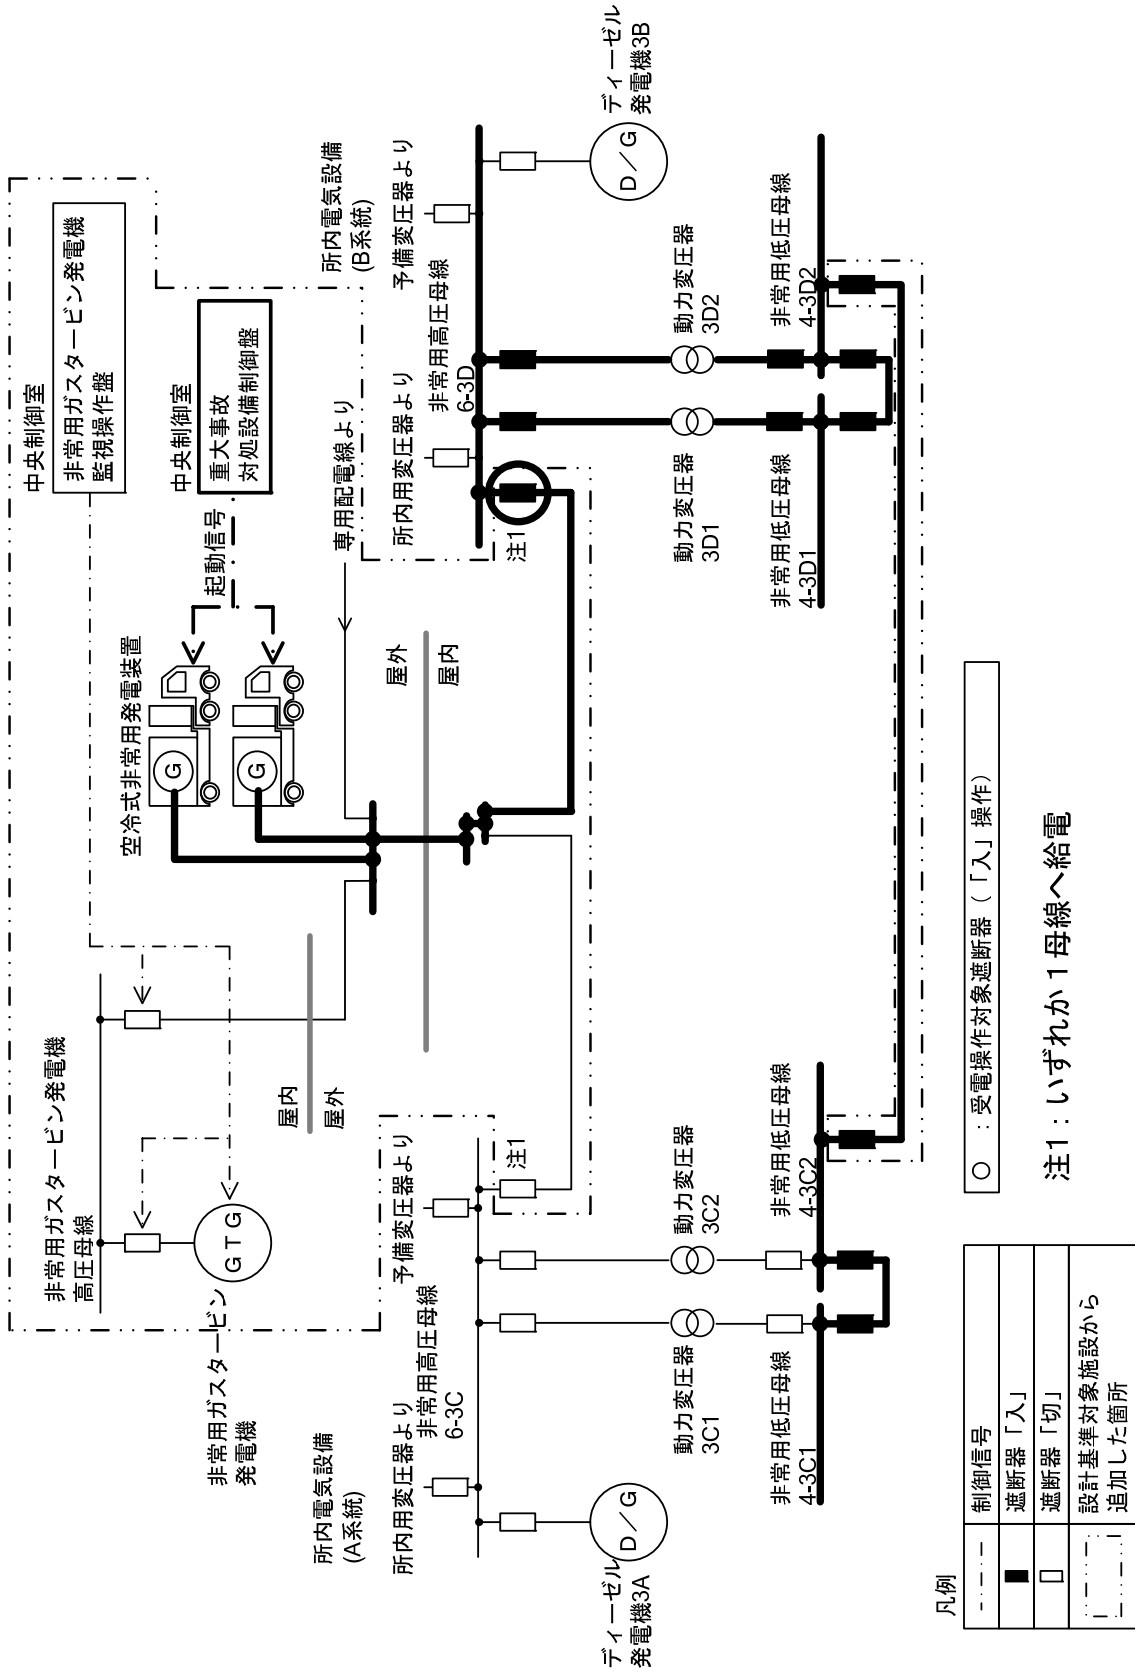 中央制御室
非常用ガスタービン発電機
監視操作盤
中央制御室
重大事故
対処設備制御盤
起動信号
空冷式非常用発電装置
G
G
専用配電線より
屋外
屋内
屋内
屋外
非常用ガスタービン発電機
高圧母線
GTG
非常用ガスタービン
発電機
所内電気設備
(A系統)
所内用変圧器より
非常用高圧母線
6-3C
予備変圧器より
注1
D/G
ディーゼル
発電機3A
動力変圧器
3C1
動力変圧器
3C2
非常用低圧母線
4-3C1
非常用低圧母線
4-3C2
所内電気設備
(B系統)
所内用変圧器より
非常用高圧母線
6-3D
予備変圧器より
注1
D/G
ディーゼル
発電機3B
動力変圧器
3D1
動力変圧器
3D2
非常用低圧母線
4-3D1
非常用低圧母線
4-3D2
凡例
制御信号
遮断器「入」
遮断器「切」
設計基準対象施設から
追加した箇所
○：受電操作対象遮断器（「入」操作）
注1：いずれか1母線へ給電